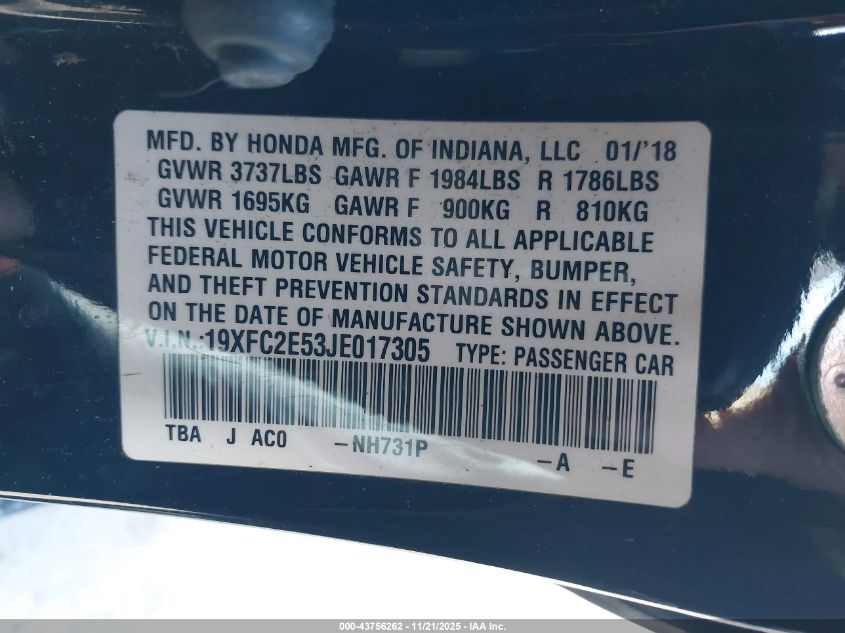 MFD. BY HONDA MFG. OF INDIANA, LLC 01/'18
GVWR 3737LBS GAWR F 1984LBS R 1786LBS
GVWR 1695KG GAWR F 900KG R 810KG
THIS VEHICLE CONFORMS TO ALL APPLICABLE
FEDERAL MOTOR VEHICLE SAFETY, BUMPER,
AND THEFT PREVENTION STANDARDS IN EFFECT
ON THE DATE OF MANUFACTURE SHOWN ABOVE.
V.I.N.:19XFC2E53JE017305 TYPE: PASSENGER CAR
TBA J AC0 -NH731P -A -E
000-43756262 - 11/21/2025 - IAA Inc.